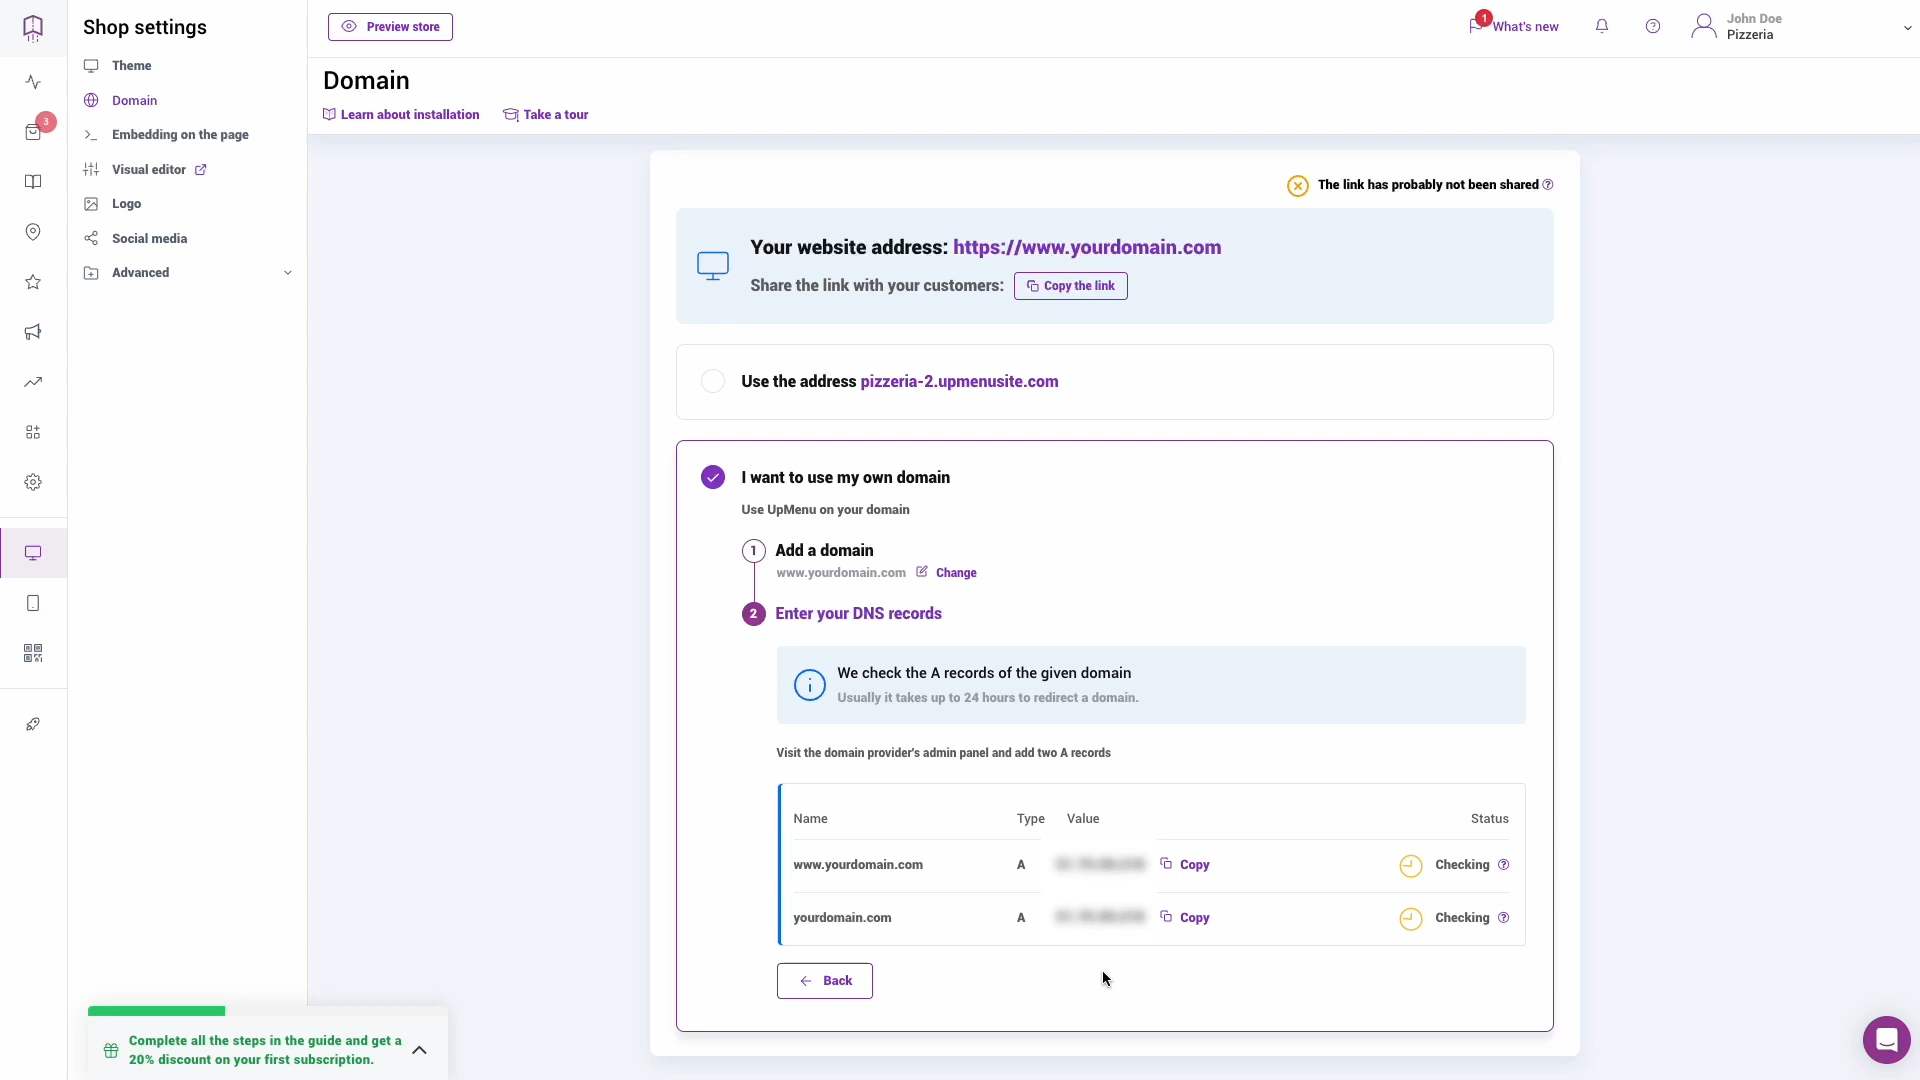 Shop settings
Theme
Domain
Embedding on the page
Visual editor
Logo
Social media
Advanced
3
Preview store
1
What's new
John Doe
Pizzeria
Domain
Learn about installation
Take a tour
The link has probably not been shared
Your website address: https://www.yourdomain.com
Share the link with your customers:
Copy the link
Use the address pizzeria-2.upmenusite.com
I want to use my own domain
Use UpMenu on your domain
1 Add a domain
www.yourdomain.com Change
2 Enter your DNS records
We check the A records of the given domain
Usually it takes up to 24 hours to redirect a domain.
Visit the domain provider's admin panel and add two A records
Name Type Value Status
www.yourdomain.com A Copy Checking
yourdomain.com A Copy Checking
Back
Complete all the steps in the guide and get a
20% discount on your first subscription.